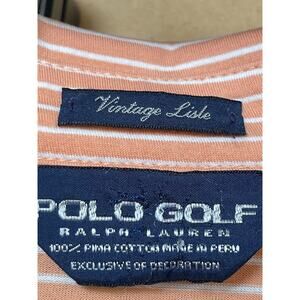 Vintage Lisle
POLO GOLF
RALPH LAUREN
100% PIMA COTTON MADE IN PERU
EXCLUSIVE OF DECORATION